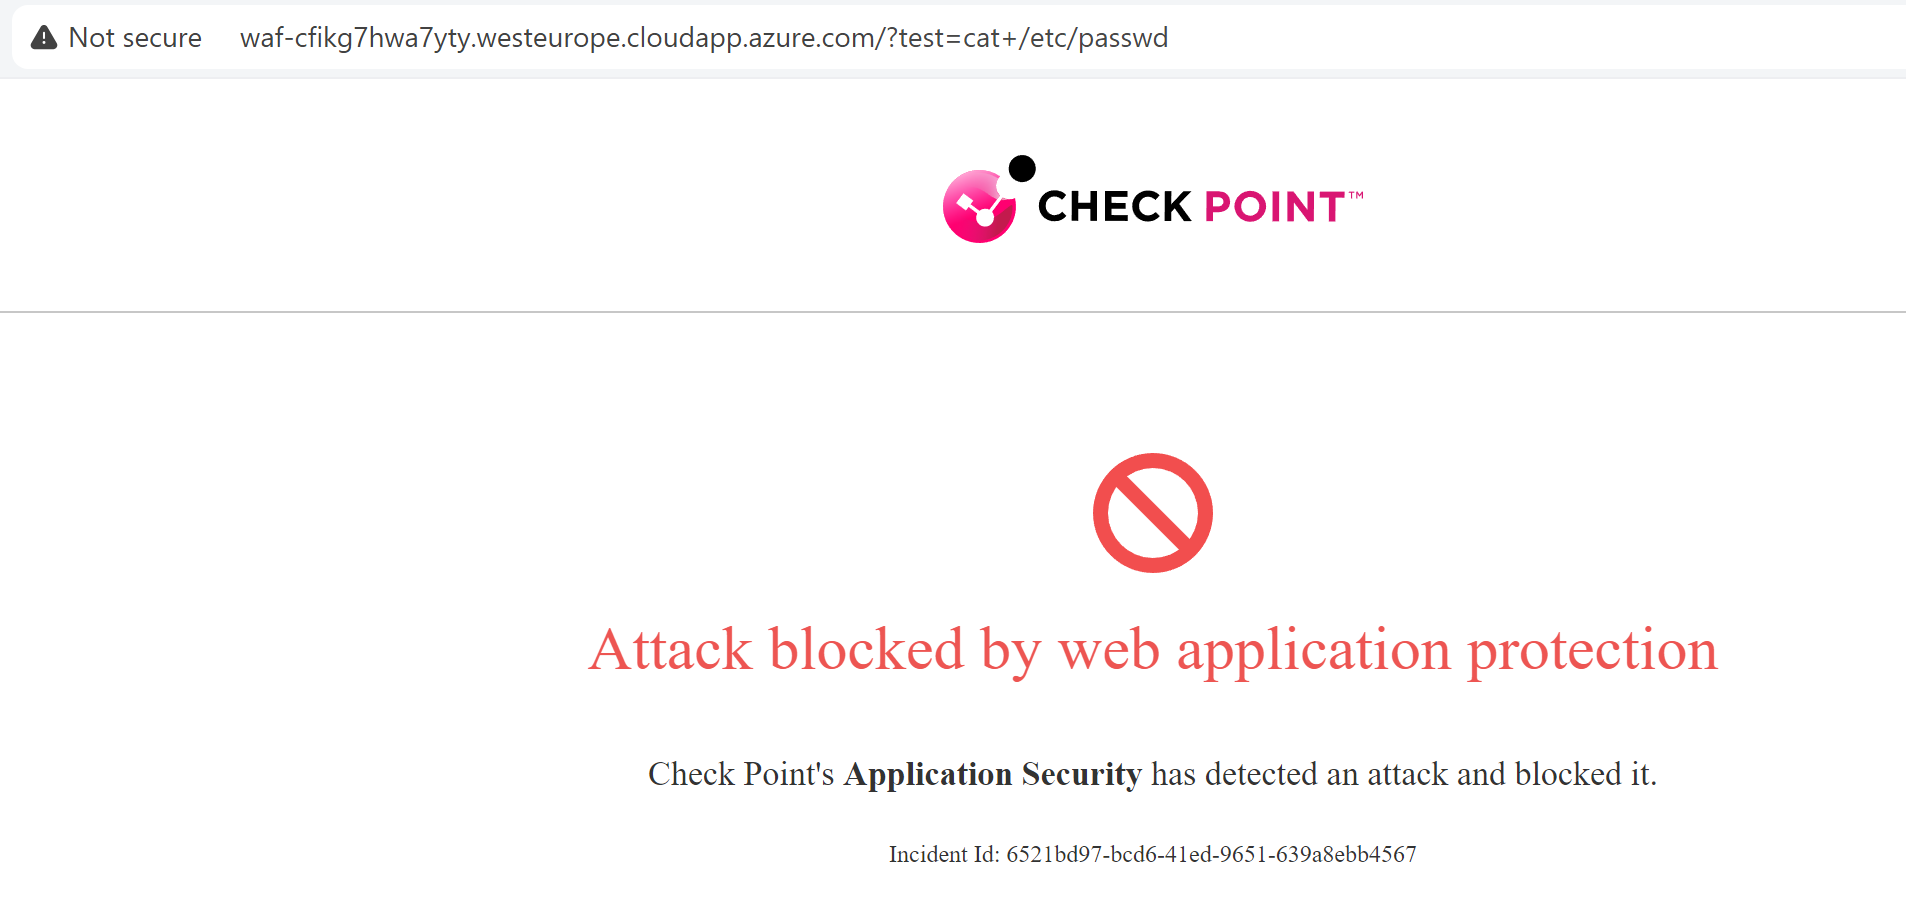 Not secure waf-cfikg7hwa7yty.westeurope.cloudapp.azure.com/?test=cat+/etc/passwd
CHECK POINT™
Attack blocked by web application protection
Check Point's Application Security has detected an attack and blocked it.
Incident Id: 6521bd97-bcd6-41ed-9651-639a8ebb4567